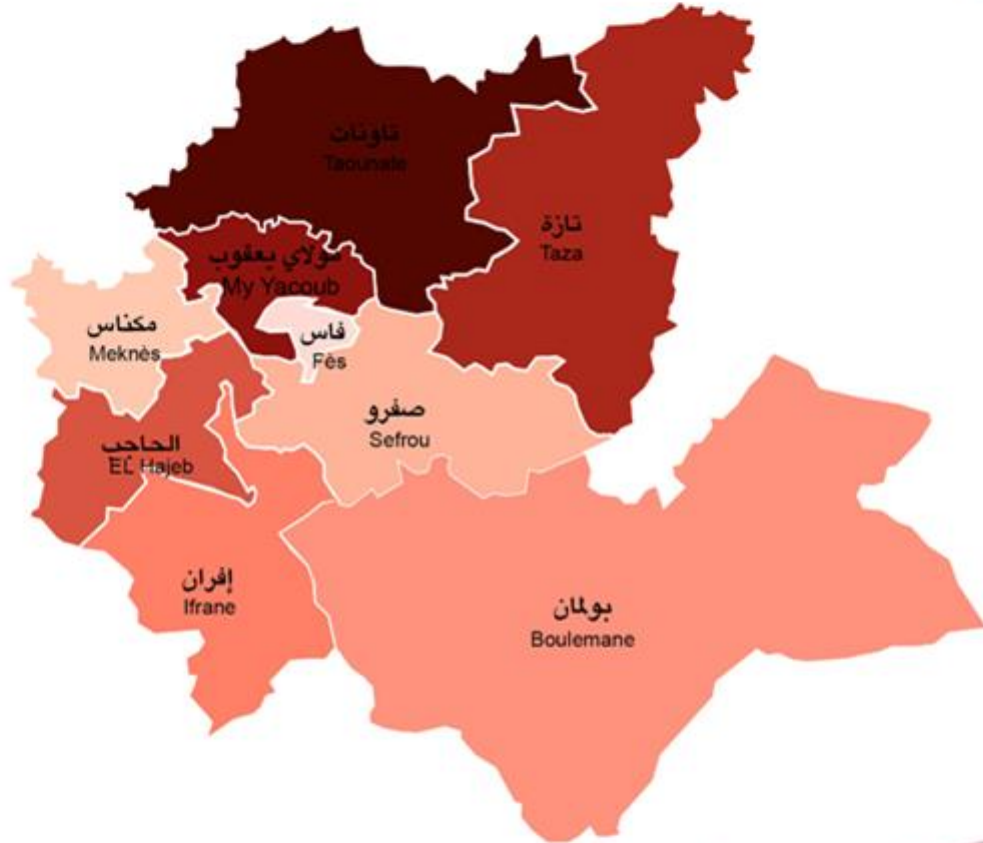 تاونات
Taounate
تازة
Taza
مولاي يعقوب
My Yacoub
فاس
Fès
مكناس
Meknès
صفرو
Sefrou
الحاجب
EL Hajeb
إفران
Ifrane
بولمان
Boulemane